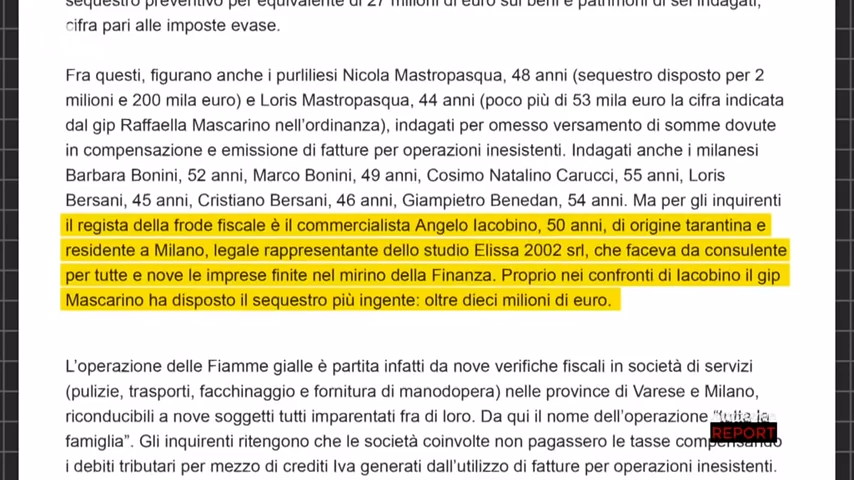 sequestro preventivo per equivalente di 27 milioni di euro sui beni e patrimoni di sei indagati,
cifra pari alle imposte evase.
Fra questi, figurano anche i purliliesi Nicola Mastropasqua, 48 anni (sequestro disposto per 2
milioni e 200 mila euro) e Loris Mastropasqua, 44 anni (poco più di 53 mila euro la cifra indicata
dal gip Raffaella Mascarino nell'ordinanza), indagati per omesso versamento di somme dovute
in compensazione e emissione di fatture per operazioni inesistenti. Indagati anche i milanesi
Barbara Bonini, 52 anni, Marco Bonini, 49 anni, Cosimo Natalino Carucci, 55 anni, Loris
Bersani, 45 anni, Cristiano Bersani, 46 anni, Giampietro Benedan, 54 anni. Ma per gli inquirenti
il regista della frode fiscale è il commercialista Angelo Iacobino, 50 anni, di origine tarantina e
residente a Milano, legale rappresentante dello studio Elissa 2002 srl, che faceva da consulente
per tutte e nove le imprese finite nel mirino della Finanza. Proprio nei confronti di Iacobino il gip
Mascarino ha disposto il sequestro più ingente: oltre dieci milioni di euro.
L'operazione delle Fiamme gialle è partita infatti da nove verifiche fiscali in società di servizi
(pulizie, trasporti, facchinaggio e fornitura di manodopera) nelle province di Varese e Milano,
riconducibili a nove soggetti tutti imparentati fra di loro. Da qui il nome dell'operazione "tutta la
famiglia". Gli inquirenti ritengono che le società coinvolte non pagassero le tasse compensando
i debiti tributari per mezzo di crediti Iva generati dall'utilizzo di fatture per operazioni inesistenti.
REPORT